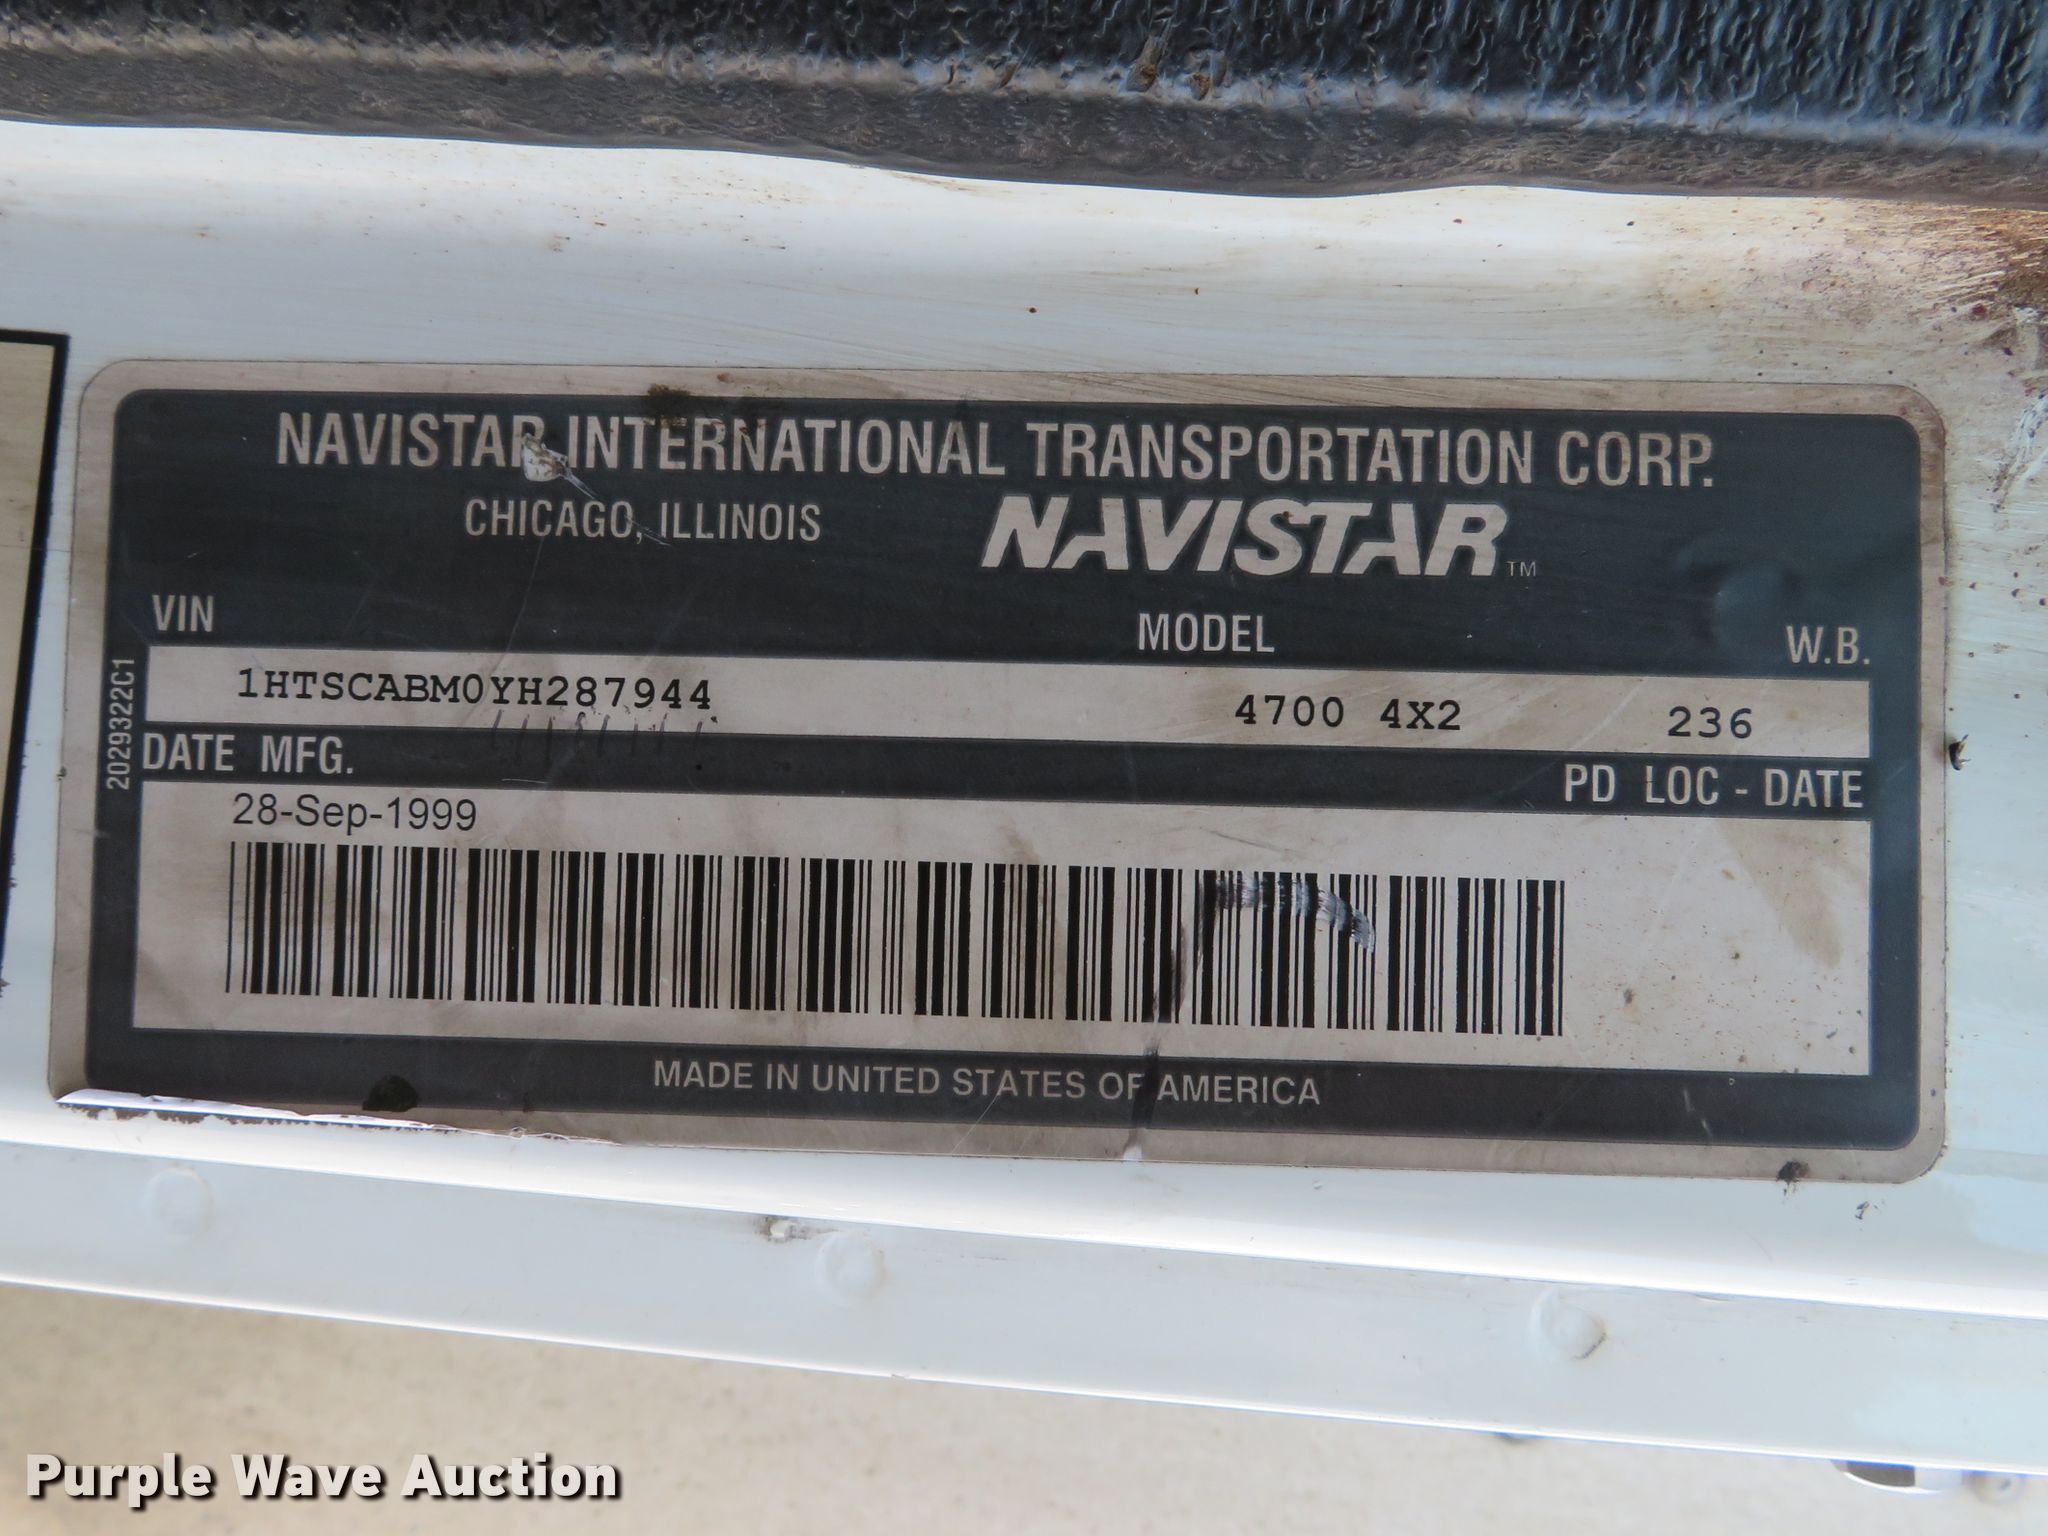 NAVISTAR INTERNATIONAL TRANSPORTATION CORP.
CHICAGO, ILLINOIS NAVISTAR TM
VIN MODEL W.B.
1HTSCABM0YH287944 4700 4X2 236
2029322C1
DATE MFG. PD LOC - DATE
28-Sep-1999
MADE IN UNITED STATES OF AMERICA
Purple Wave Auction